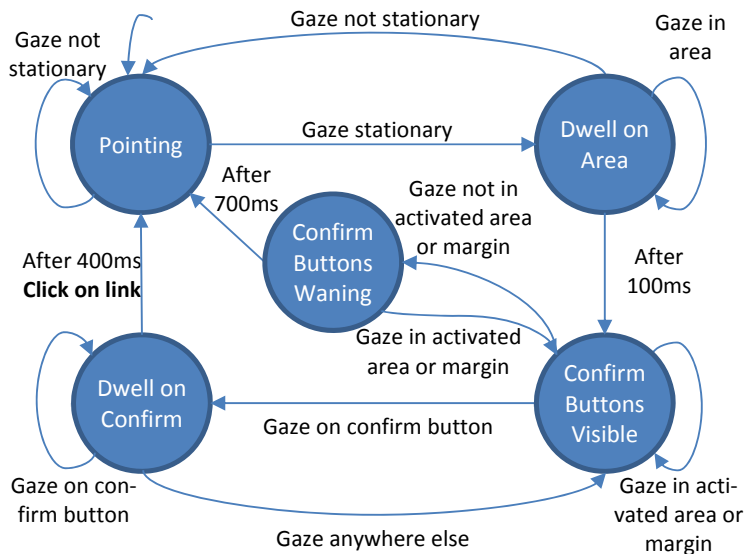 Gaze not stationary
Gaze not
stationary
Gaze in
area
Pointing
Gaze stationary
Dwell on
Area
After
700ms
Gaze not in
activated area
or margin
Confirm
Buttons
Waning
After 400ms
Click on link
After
100ms
Gaze in activated
area or margin
Dwell on
Confirm
Confirm
Buttons
Visible
Gaze on confirm button
Gaze on con-
firm button
Gaze in acti-
vated area or
margin
Gaze anywhere else